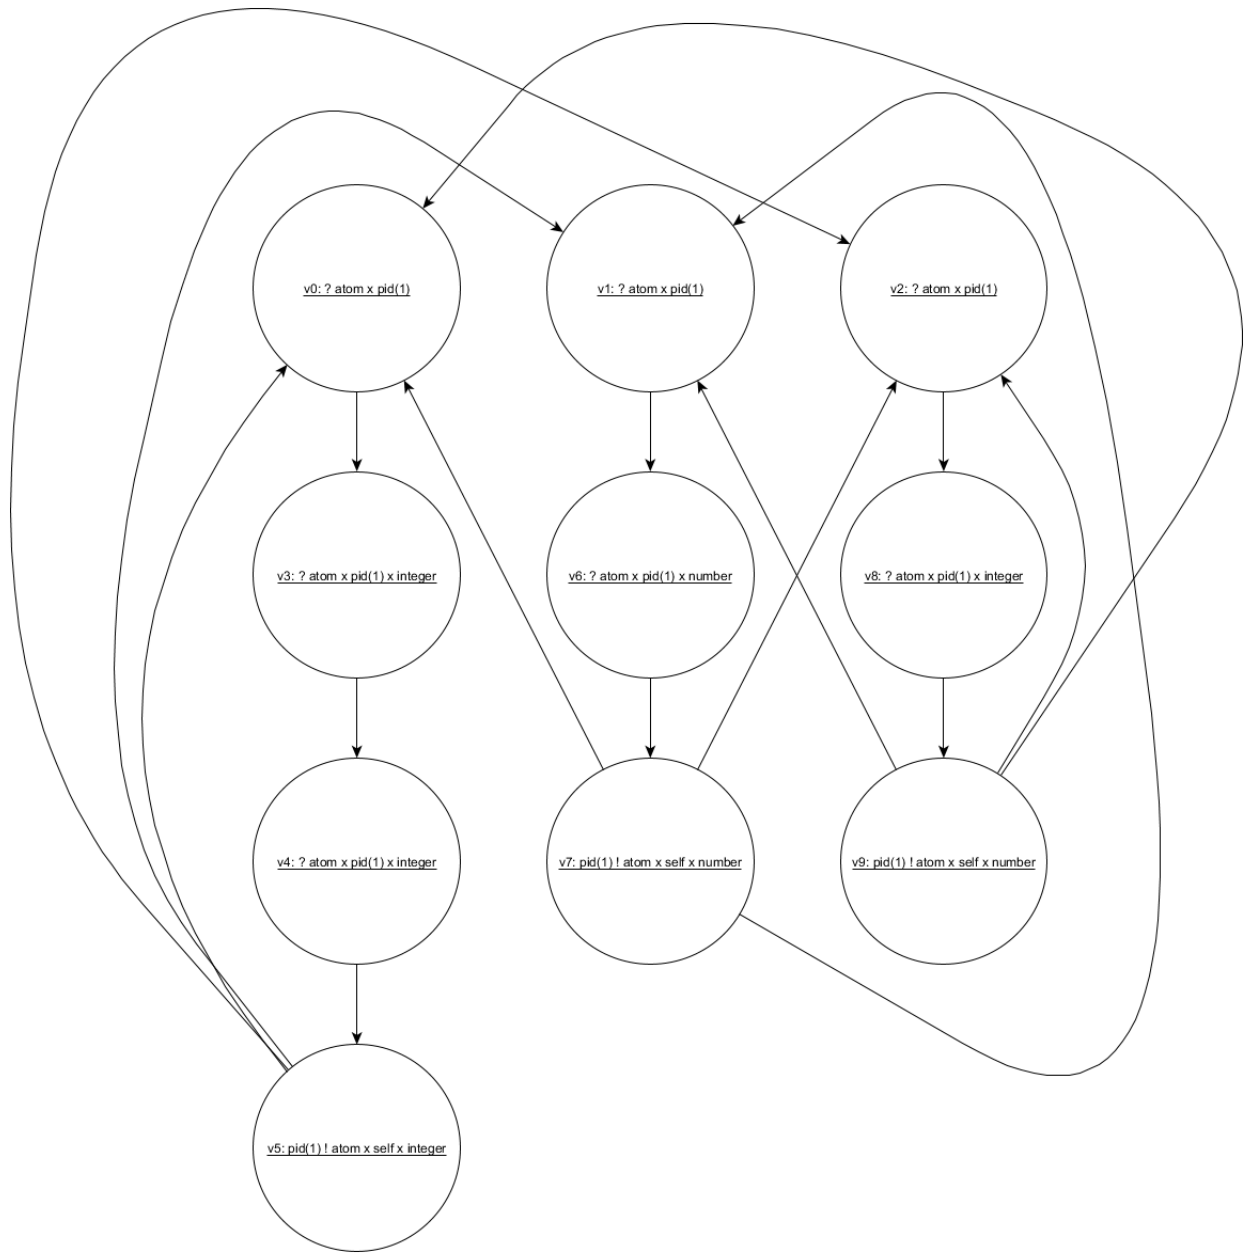 v0: ? atom x pid(1)
v1: ? atom x pid(1)
v2: ? atom x pid(1)
v3: ? atom x pid(1) x integer
v6: ? atom x pid(1) x number
v8: ? atom x pid(1) x integer
v4: ? atom x pid(1) x integer
v7: pid(1) ! atom x self x number
v9: pid(1) ! atom x self x number
v5: pid(1) ! atom x self x integer